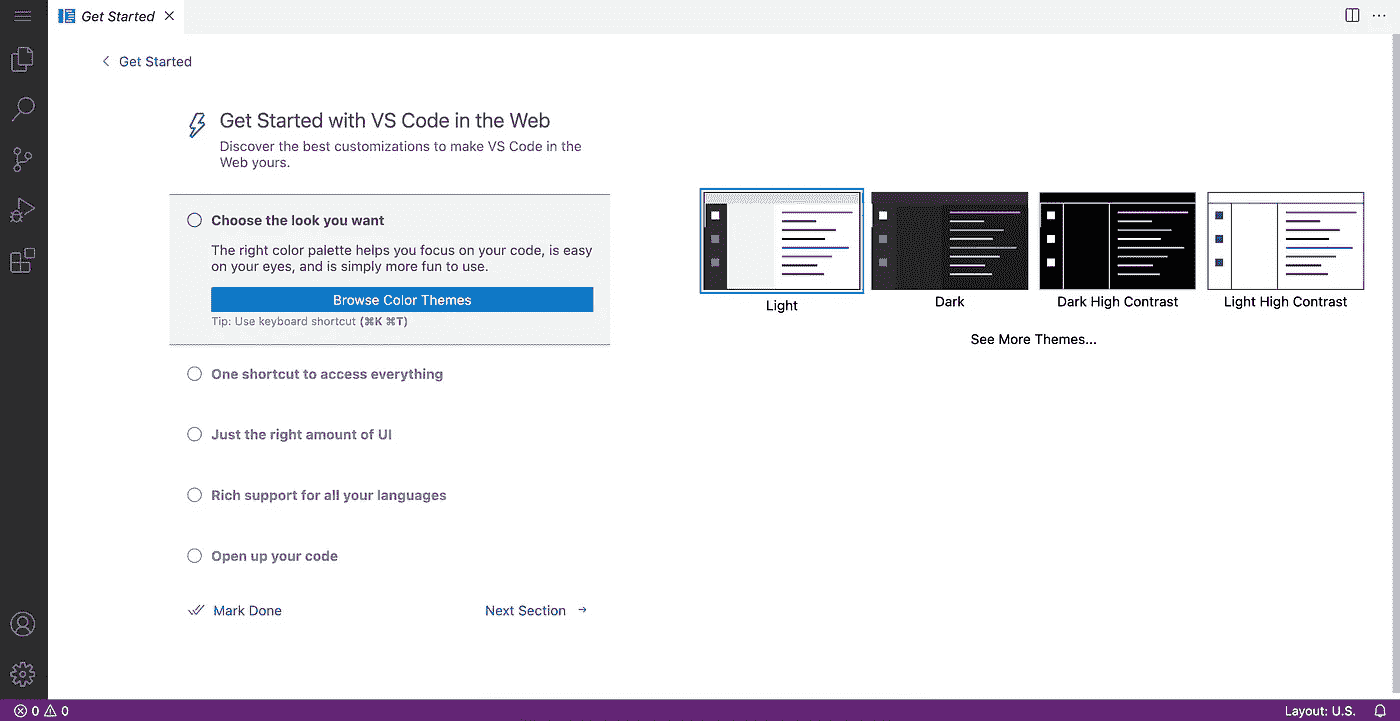 Get Started
Get Started
Get Started with VS Code in the Web
Discover the best customizations to make VS Code in the
Web yours.
Choose the look you want
The right color palette helps you focus on your code, is easy
on your eyes, and is simply more fun to use.
Browse Color Themes
Tip: Use keyboard shortcut (⌘K ⌘T)
One shortcut to access everything
Just the right amount of UI
Rich support for all your languages
Open up your code
Mark Done
Next Section →
Light
Dark
Dark High Contrast
Light High Contrast
See More Themes...
0 0
Layout: U.S.